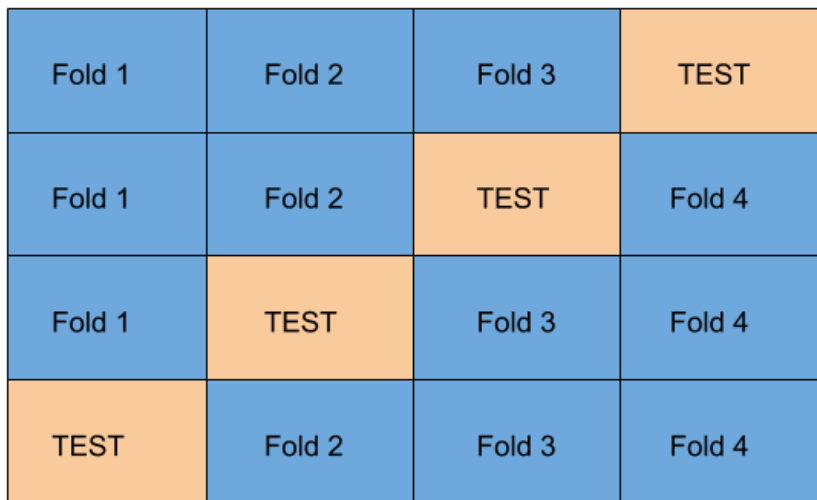 Fold 1 Fold 2 Fold 3 TEST
Fold 1 Fold 2 TEST Fold 4
Fold 1 TEST Fold 3 Fold 4
TEST Fold 2 Fold 3 Fold 4